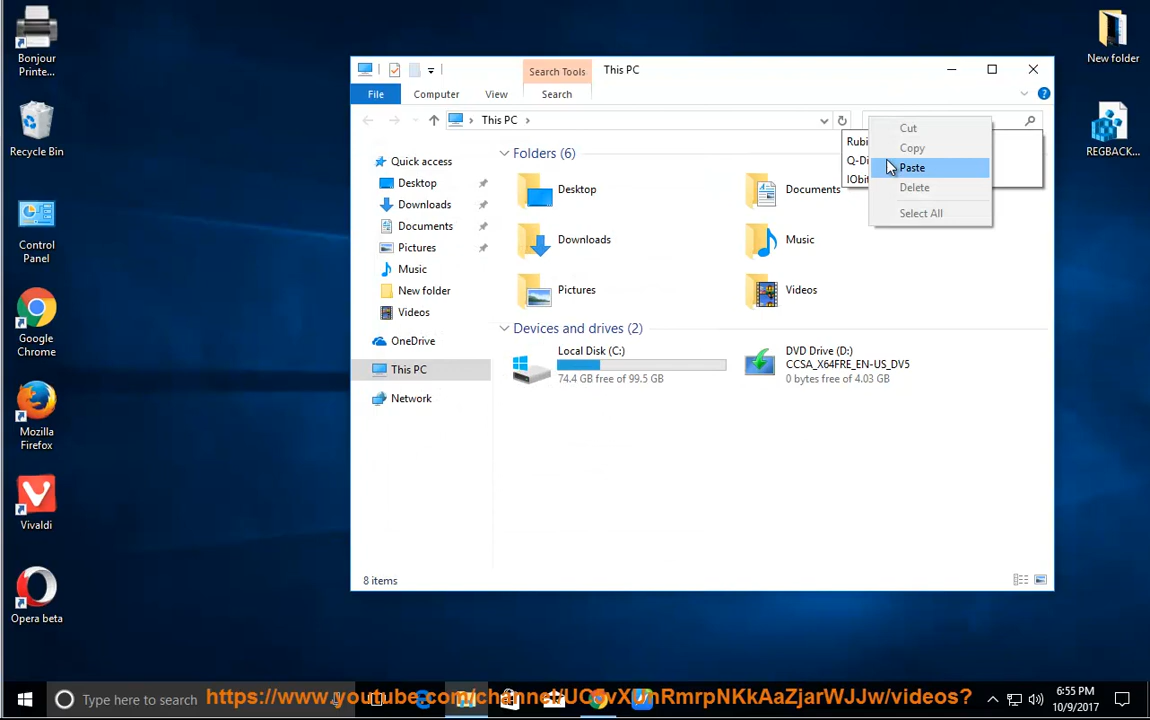 Bonjour
Printe...
Recycle Bin
Control
Panel
Google
Chrome
Mozilla
Firefox
Vivaldi
Opera beta
New folder
REGBACK...
Search Tools
This PC
File
Computer
View
Search
This PC
Quick access
Desktop
Downloads
Documents
Pictures
Music
New folder
Videos
OneDrive
This PC
Network
Folders (6)
Desktop
Documents
Downloads
Music
Pictures
Videos
Devices and drives (2)
Local Disk (C:)
74.4 GB free of 99.5 GB
DVD Drive (D:)
CCSA_X64FRE_EN-US_DV5
0 bytes free of 4.03 GB
Rubi
Q-Di
IObit
Cut
Copy
Paste
Delete
Select All
8 items
Type here to search
6:55 PM
10/9/2017